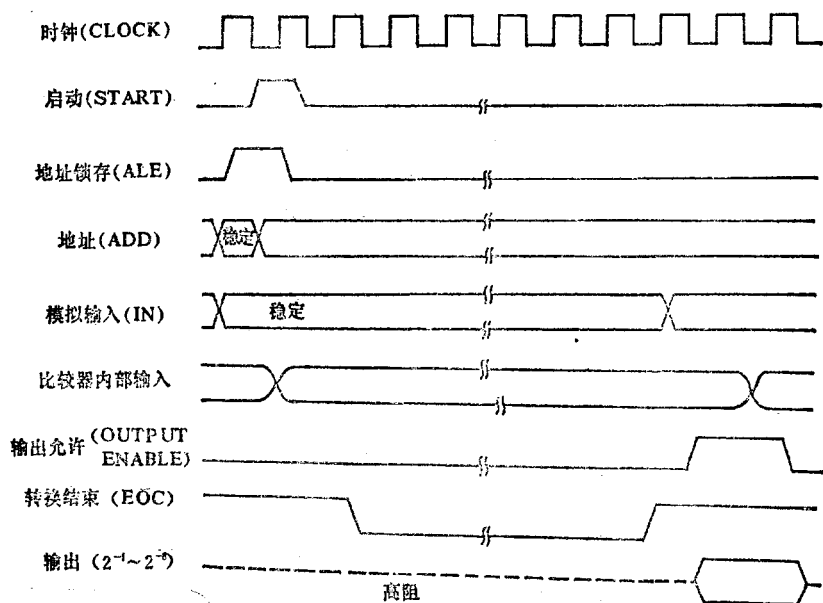 时钟(CLOCK)
启动(START)
地址锁存(ALE)
地址(ADD)
稳定
模拟输入(IN)
稳定
比较器内部输入
输出允许(OUTPUT
ENABLE)
转换结束(EOC)
输出(2⁻¹~2⁻⁸)
高阻